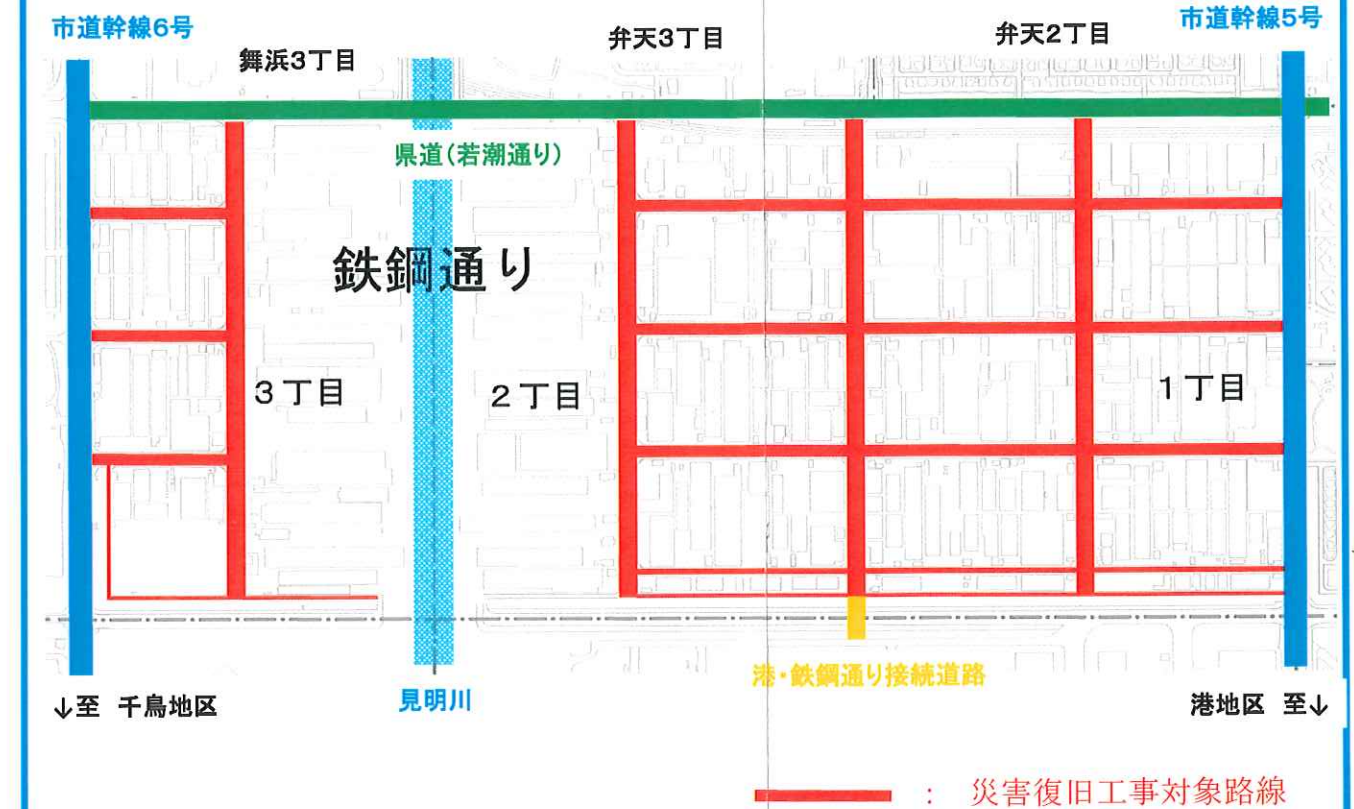 市道幹線6号
市道幹線5号
舞浜3丁目
弁天3丁目
弁天2丁目
県道(若潮通り)
鉄鋼通り
3丁目
2丁目
1丁目
港・鉄鋼通り接続道路
↓至 千鳥地区
見明川
港地区 至↓
: 災害復旧工事対象路線